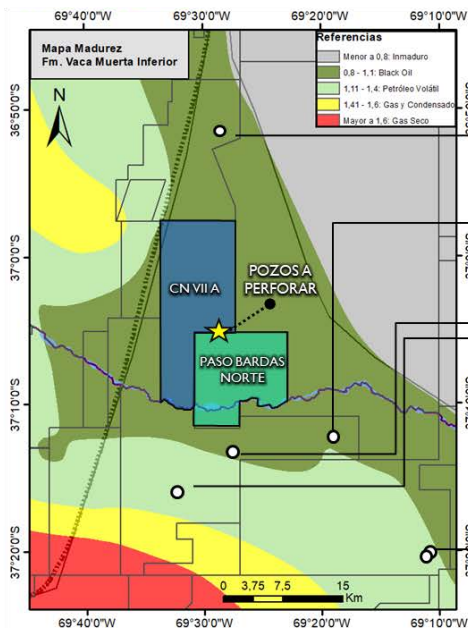 69°40'0"W 69°30'0"W 69°20'0"W 69°10'0"W
Mapa Madurez
Fm. Vaca Muerta Inferior
Referencias
Menor a 0,8: Inmaduro
0,8 - 1,1: Black Oil
1,11 - 1,4: Petróleo Volátil
1,41 - 1,6: Gas y Condensado
Mayor a 1,6: Gas Seco
36°50'0"S
N
37°0'0"S
CN VII A
POZOS A
PERFORAR
PASO BARDAS
NORTE
37°10'0"S
37°20'0"S
0 3,75 7,5 15
Km
69°40'0"W 69°30'0"W 69°20'0"W 69°10'0"W